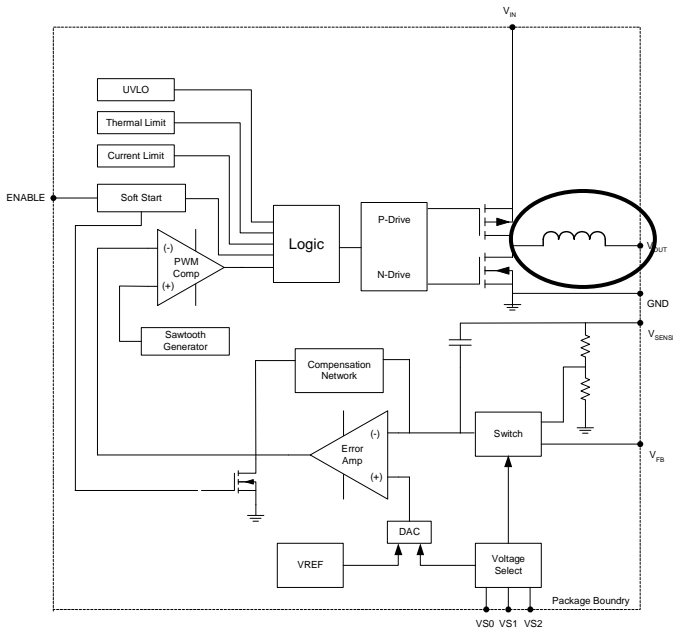 VIN
UVLO
Thermal Limit
Current Limit
ENABLE
Soft Start
P-Drive
Logic
(-)
PWM
Comp
(+)
N-Drive
VOUT
GND
Sawtooth
Generator
VSENSE
Compensation
Network
Switch
(-)
Error
Amp
(+)
VFB
DAC
VREF
Voltage
Select
Package Boundry
VS0 VS1 VS2